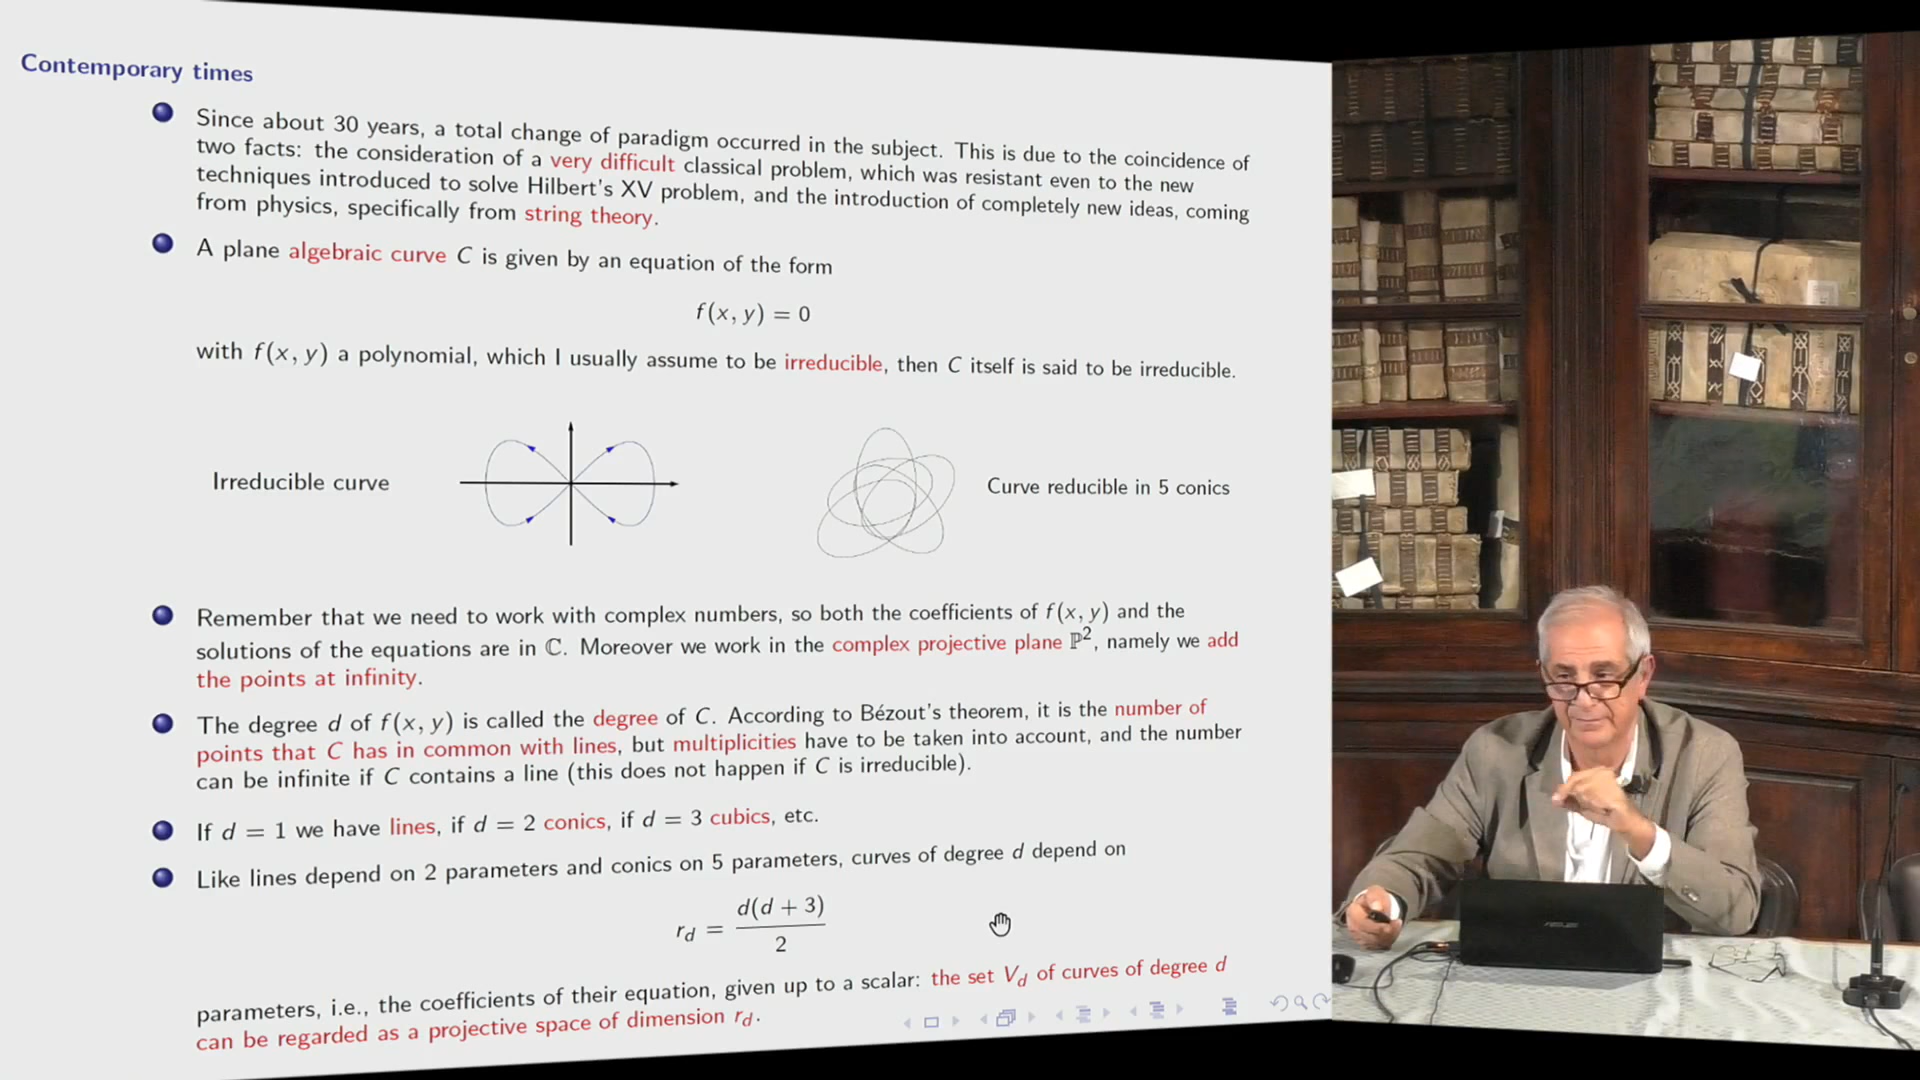 Contemporary times
Since about 30 years, a total change of paradigm occurred in the subject. This is due to the coincidence of
two facts: the consideration of a very difficult classical problem, which was resistant even to the new
techniques introduced to solve Hilbert's XV problem, and the introduction of completely new ideas, coming
from physics, specifically from string theory.
A plane algebraic curve C is given by an equation of the form
f(x, y) = 0
with f(x, y) a polynomial, which I usually assume to be irreducible, then C itself is said to be irreducible.
Irreducible curve
Curve reducible in 5 conics
Remember that we need to work with complex numbers, so both the coefficients of f(x, y) and the
solutions of the equations are in ℂ. Moreover we work in the complex projective plane ℙ², namely we add
the points at infinity.
The degree d of f(x, y) is called the degree of C. According to Bézout's theorem, it is the number of
points that C has in common with lines, but multiplicities have to be taken into account, and the number
can be infinite if C contains a line (this does not happen if C is irreducible).
If d = 1 we have lines, if d = 2 conics, if d = 3 cubics, etc.
Like lines depend on 2 parameters and conics on 5 parameters, curves of degree d depend on
r_d = d(d + 3) / 2
parameters, i.e., the coefficients of their equation, given up to a scalar: the set V_d of curves of degree d
can be regarded as a projective space of dimension r_d.
ASUS